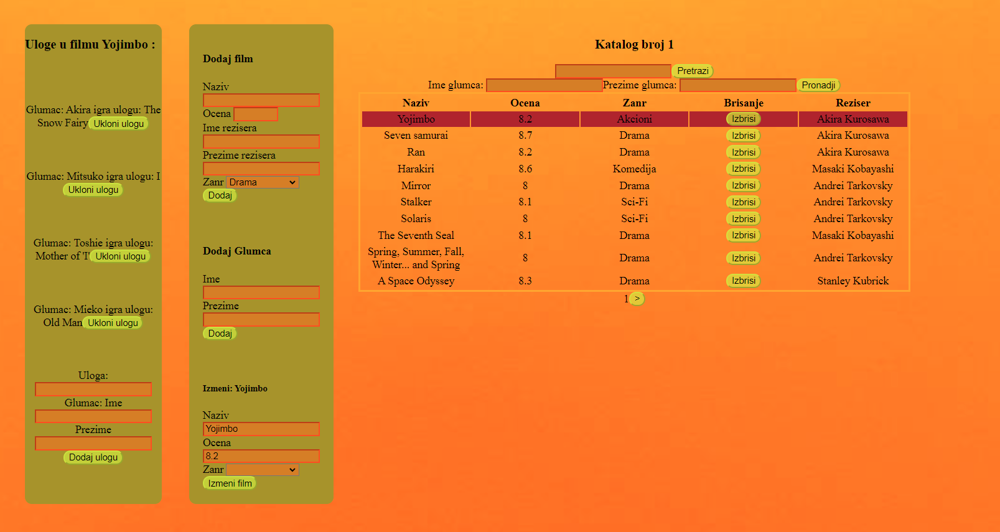 Uloge u filmu Yojimbo :
Glumac: Akira igra ulogu: The
Snow Fairy Ukloni ulogu
Glumac: Mitsuko igra ulogu: I
Ukloni ulogu
Glumac: Toshie igra ulogu:
Mother of 'I' Ukloni ulogu
Glumac: Mieko igra ulogu:
Old Man Ukloni ulogu
Uloga:
Glumac: Ime
Prezime
Dodaj ulogu
Dodaj film
Naziv
Ocena
Ime rezisera
Prezime rezisera
Zanr Drama
Dodaj
Dodaj Glumca
Ime
Prezime
Dodaj
Izmeni: Yojimbo
Naziv
Yojimbo
Ocena
8.2
Zanr
Izmeni film
Katalog broj 1
Pretrazi
Ime glumca: Prezime glumca: Pronadji
Naziv Ocena Zanr Brisanje Reziser
Yojimbo 8.2 Akcioni Izbrisi Akira Kurosawa
Seven samurai 8.7 Drama Izbrisi Akira Kurosawa
Ran 8.2 Drama Izbrisi Akira Kurosawa
Harakiri 8.6 Komedija Izbrisi Masaki Kobayashi
Mirror 8 Drama Izbrisi Andrei Tarkovsky
Stalker 8.1 Sci-Fi Izbrisi Andrei Tarkovsky
Solaris 8 Sci-Fi Izbrisi Andrei Tarkovsky
The Seventh Seal 8.1 Drama Izbrisi Masaki Kobayashi
Spring, Summer, Fall,
Winter... and Spring 8 Drama Izbrisi Andrei Tarkovsky
A Space Odyssey 8.3 Drama Izbrisi Stanley Kubrick
1 >